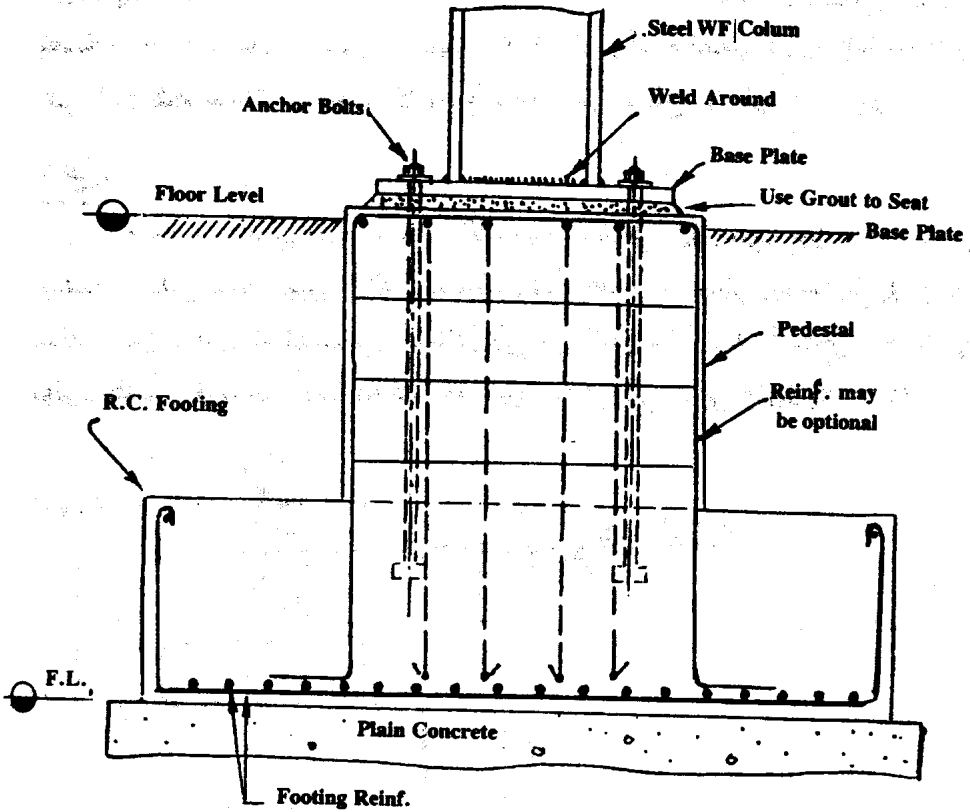 .Steel WF Colum
Anchor Bolts
Weld Around
Base Plate
Floor Level
Use Grout to Seat
Base Plate
Pedestal
R.C. Footing
Reinf. may
be optional
F.L.
Plain Concrete
Footing Reinf.